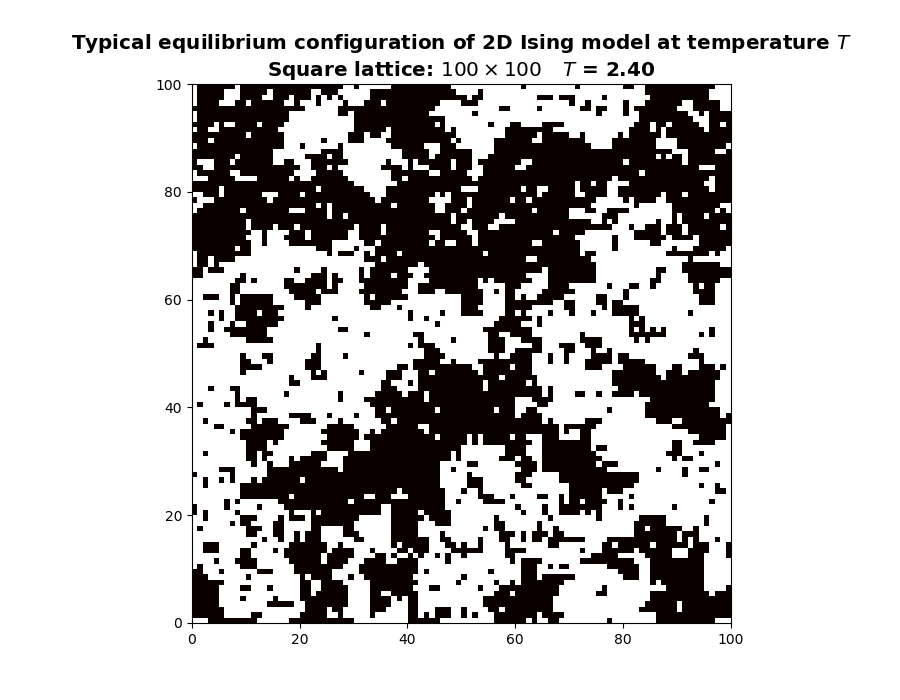 Typical equilibrium configuration of 2D Ising model at temperature T
Square lattice: 100 × 100 T = 2.40
100
80
60
40
20
0
0 20 40 60 80 100